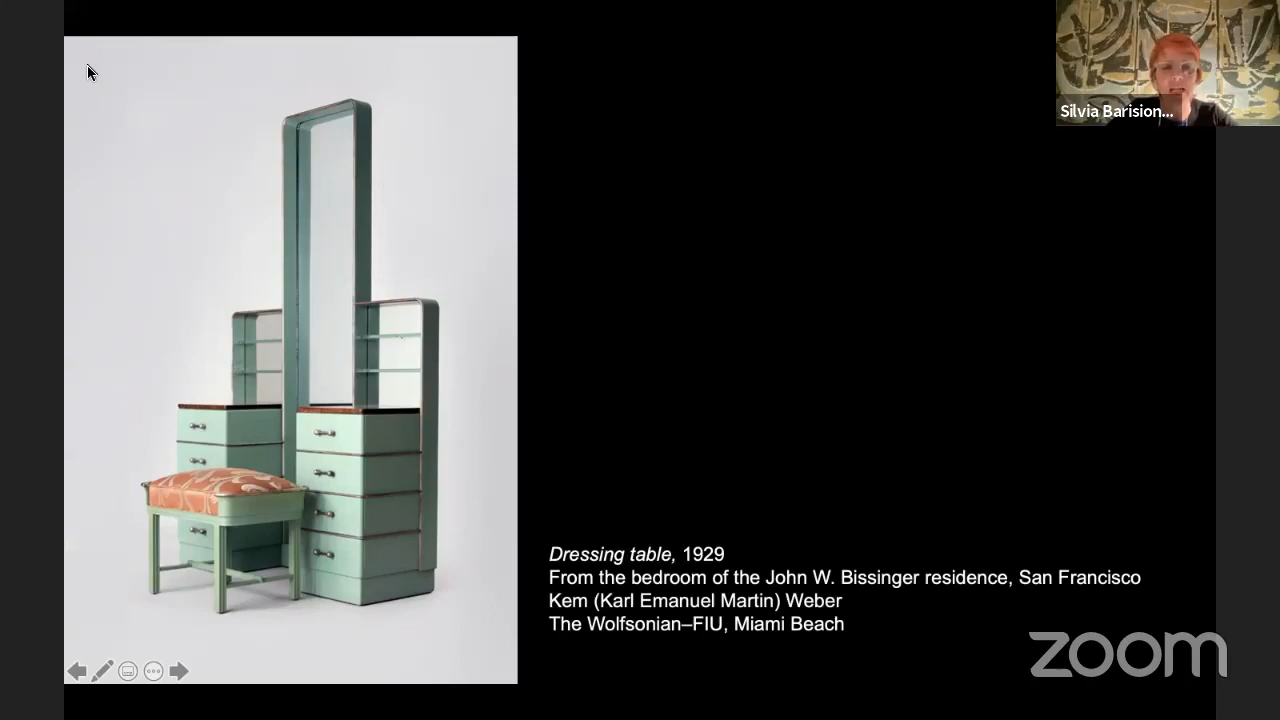 Silvia Barision...
Dressing table, 1929
From the bedroom of the John W. Bissinger residence, San Francisco
Kem (Karl Emanuel Martin) Weber
The Wolfsonian–FIU, Miami Beach
zoom